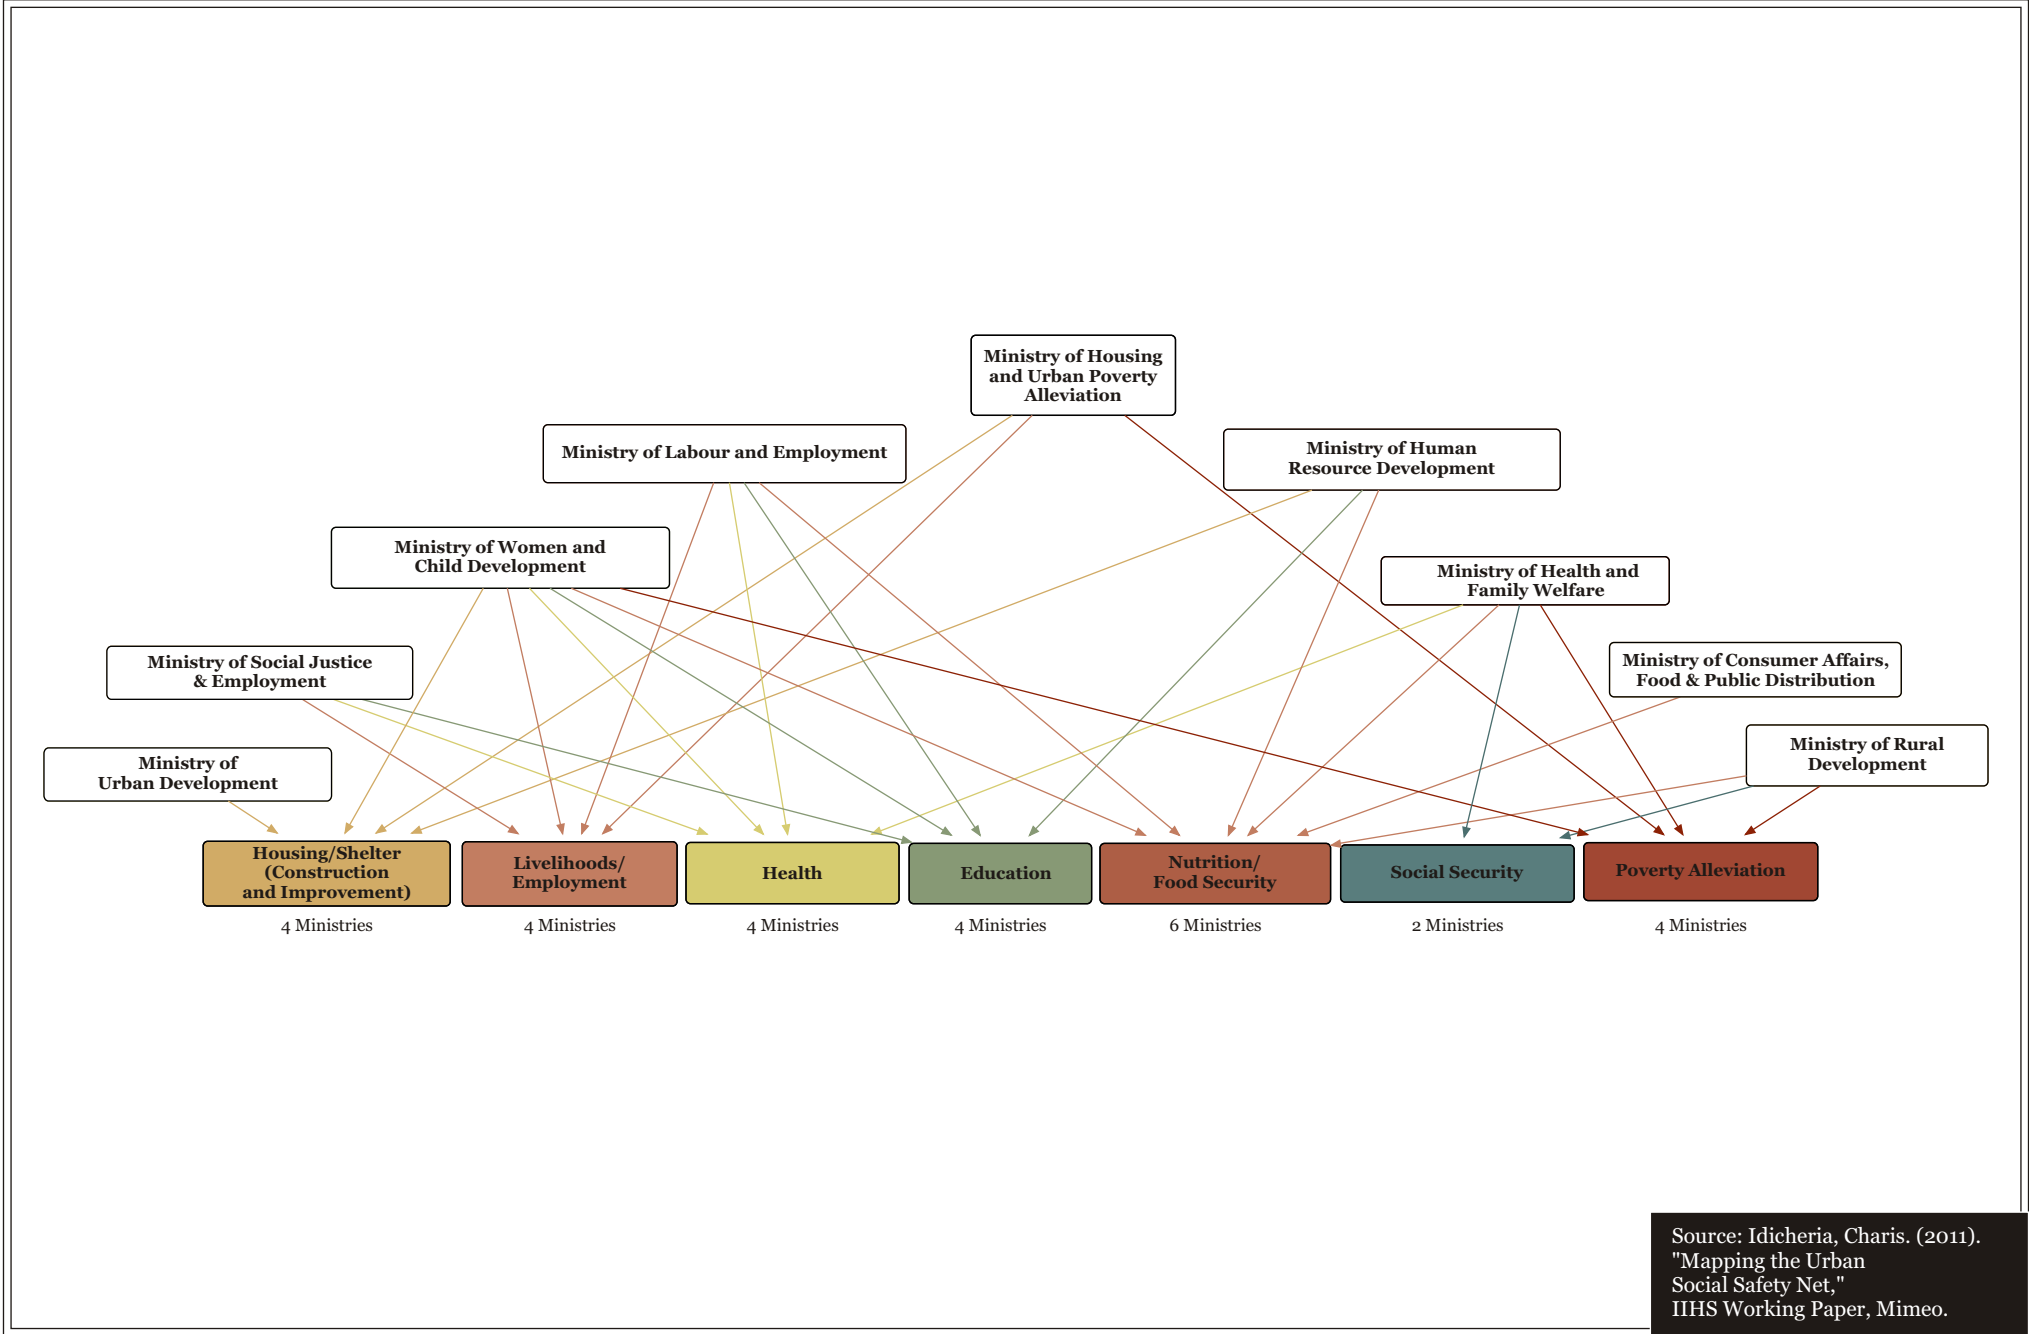 Ministry of Housing
and Urban Poverty
Alleviation
Ministry of Labour and Employment
Ministry of Human
Resource Development
Ministry of Women and
Child Development
Ministry of Health and
Family Welfare
Ministry of Social Justice
& Employment
Ministry of Consumer Affairs,
Food & Public Distribution
Ministry of
Urban Development
Ministry of Rural
Development
Housing/Shelter
(Construction
and Improvement)
Livelihoods/
Employment
Health
Education
Nutrition/
Food Security
Social Security
Poverty Alleviation
4 Ministries
4 Ministries
4 Ministries
4 Ministries
6 Ministries
2 Ministries
4 Ministries
Source: Idicheria, Charis. (2011).
"Mapping the Urban
Social Safety Net,"
IIHS Working Paper, Mimeo.